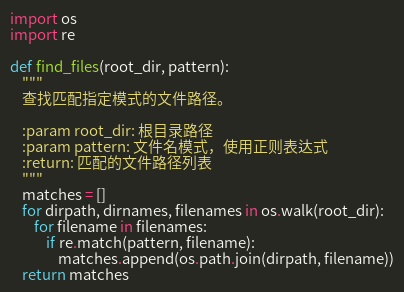 import os
import re

def find_files(root_dir, pattern):
    """
    查找匹配指定模式的文件路径。

    :param root_dir: 根目录路径
    :param pattern: 文件名模式，使用正则表达式
    :return: 匹配的文件路径列表
    """
    matches = []
    for dirpath, dirnames, filenames in os.walk(root_dir):
        for filename in filenames:
            if re.match(pattern, filename):
                matches.append(os.path.join(dirpath, filename))
    return matches